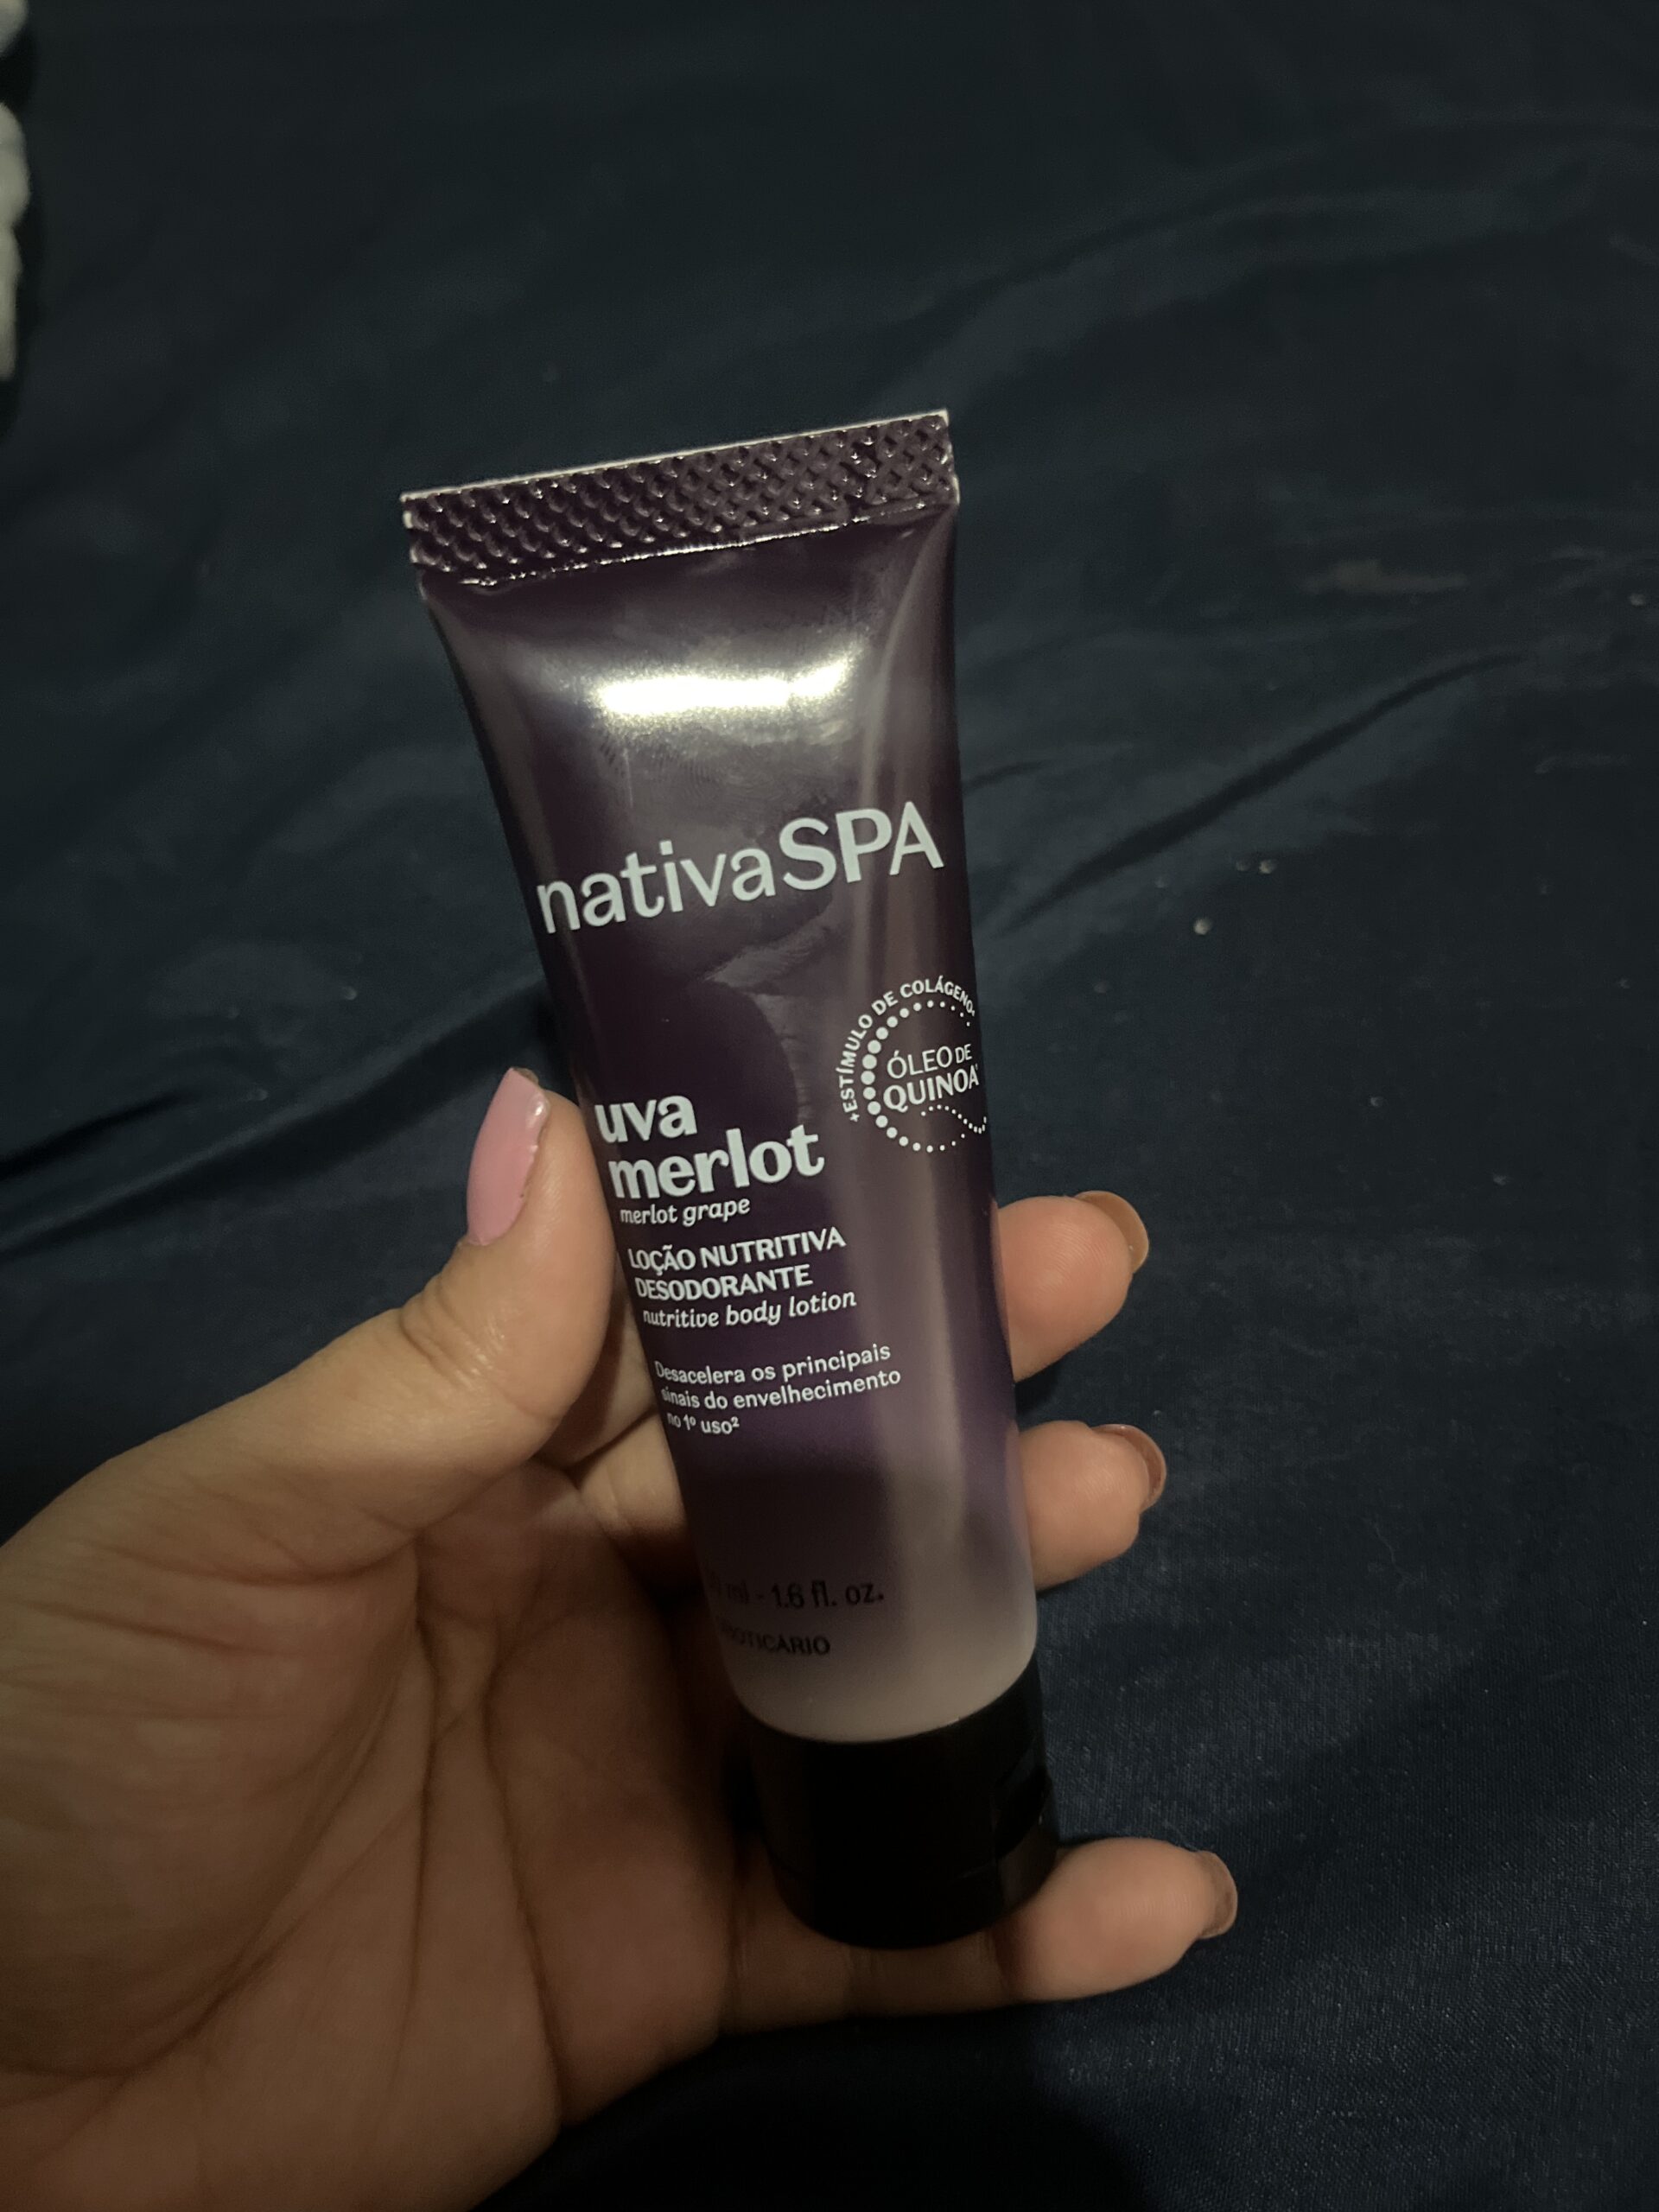 nativaSPA
+ESTÍMULO DE COLÁGENO
ÓLEO DE
QUINOA
uva
merlot
merlot grape
LOÇÃO NUTRITIVA
DESODORANTE
nutritive body lotion
Desacelera os principais
sinais do envelhecimento
no 1º uso²
ml - 1.6 fl. oz.